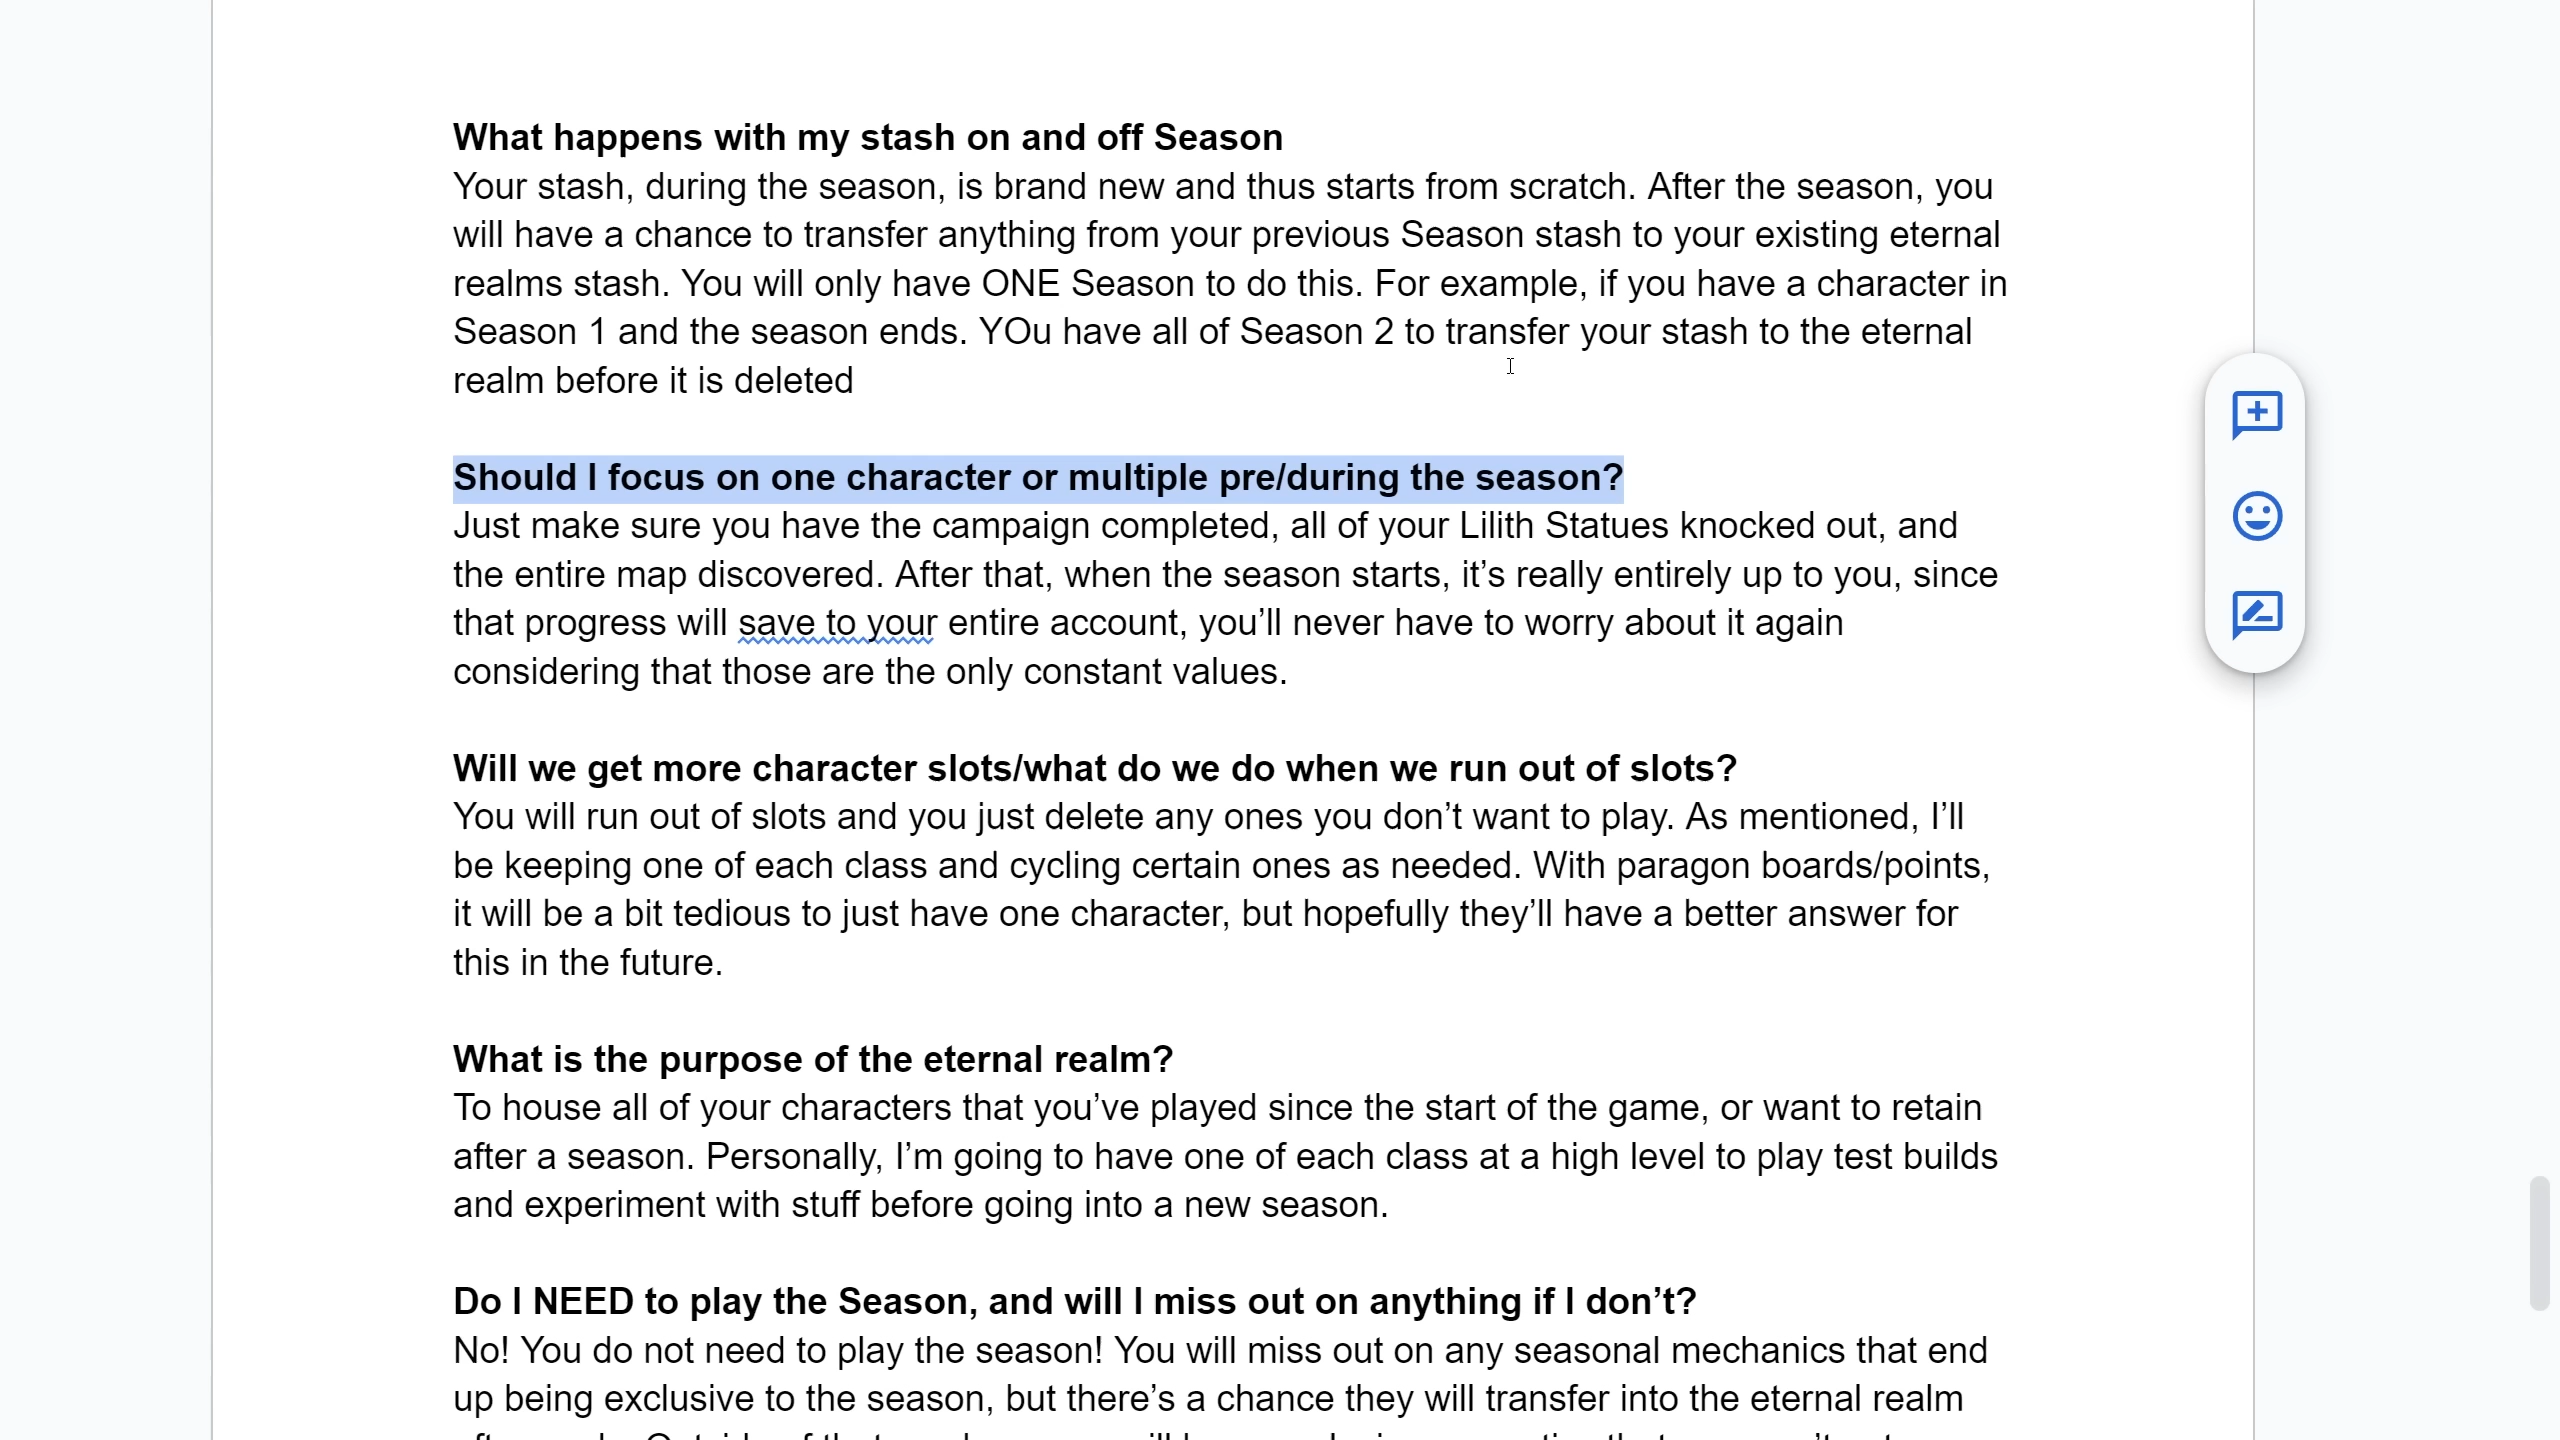 What happens with my stash on and off Season
Your stash, during the season, is brand new and thus starts from scratch. After the season, you
will have a chance to transfer anything from your previous Season stash to your existing eternal
realms stash. You will only have ONE Season to do this. For example, if you have a character in
Season 1 and the season ends. YOu have all of Season 2 to transfer your stash to the eternal
realm before it is deleted
Should I focus on one character or multiple pre/during the season?
Just make sure you have the campaign completed, all of your Lilith Statues knocked out, and
the entire map discovered. After that, when the season starts, it’s really entirely up to you, since
that progress will save to your entire account, you’ll never have to worry about it again
considering that those are the only constant values.
Will we get more character slots/what do we do when we run out of slots?
You will run out of slots and you just delete any ones you don’t want to play. As mentioned, I’ll
be keeping one of each class and cycling certain ones as needed. With paragon boards/points,
it will be a bit tedious to just have one character, but hopefully they’ll have a better answer for
this in the future.
What is the purpose of the eternal realm?
To house all of your characters that you’ve played since the start of the game, or want to retain
after a season. Personally, I’m going to have one of each class at a high level to play test builds
and experiment with stuff before going into a new season.
Do I NEED to play the Season, and will I miss out on anything if I don’t?
No! You do not need to play the season! You will miss out on any seasonal mechanics that end
up being exclusive to the season, but there’s a chance they will transfer into the eternal realm